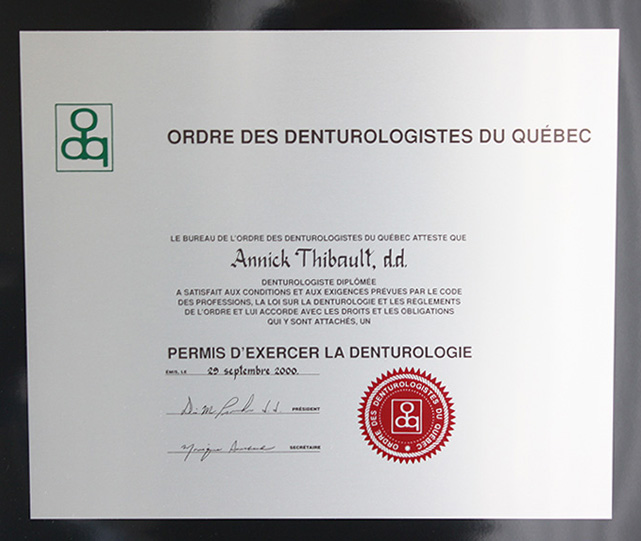 odq
ORDRE DES DENTUROLOGISTES DU QUÉBEC
LE BUREAU DE L'ORDRE DES DENTUROLOGISTES DU QUÉBEC ATTESTE QUE
Annick Thibault, d.d.
DENTUROLOGISTE DIPLÔMÉE
A SATISFAIT AUX CONDITIONS ET AUX EXIGENCES PRÉVUES PAR LE CODE
DES PROFESSIONS, LA LOI SUR LA DENTUROLOGIE ET LES RÈGLEMENTS
DE L'ORDRE ET LUI ACCORDE AVEC LES DROITS ET LES OBLIGATIONS
QUI Y SONT ATTACHÉS, UN
PERMIS D'EXERCER LA DENTUROLOGIE
ÉMIS, LE 29 septembre 2000.
PRÉSIDENT
SECRÉTAIRE
ORDRE DES DENTUROLOGISTES DU QUÉBEC
odq